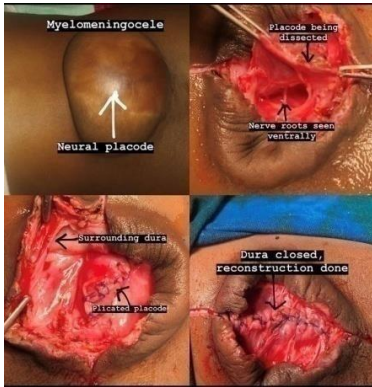 Myelomeningocele
Neural placode
Placode being
dissected
Nerve roots seen
ventrally
Surrounding dura
Plicated placode
Dura closed,
reconstruction done